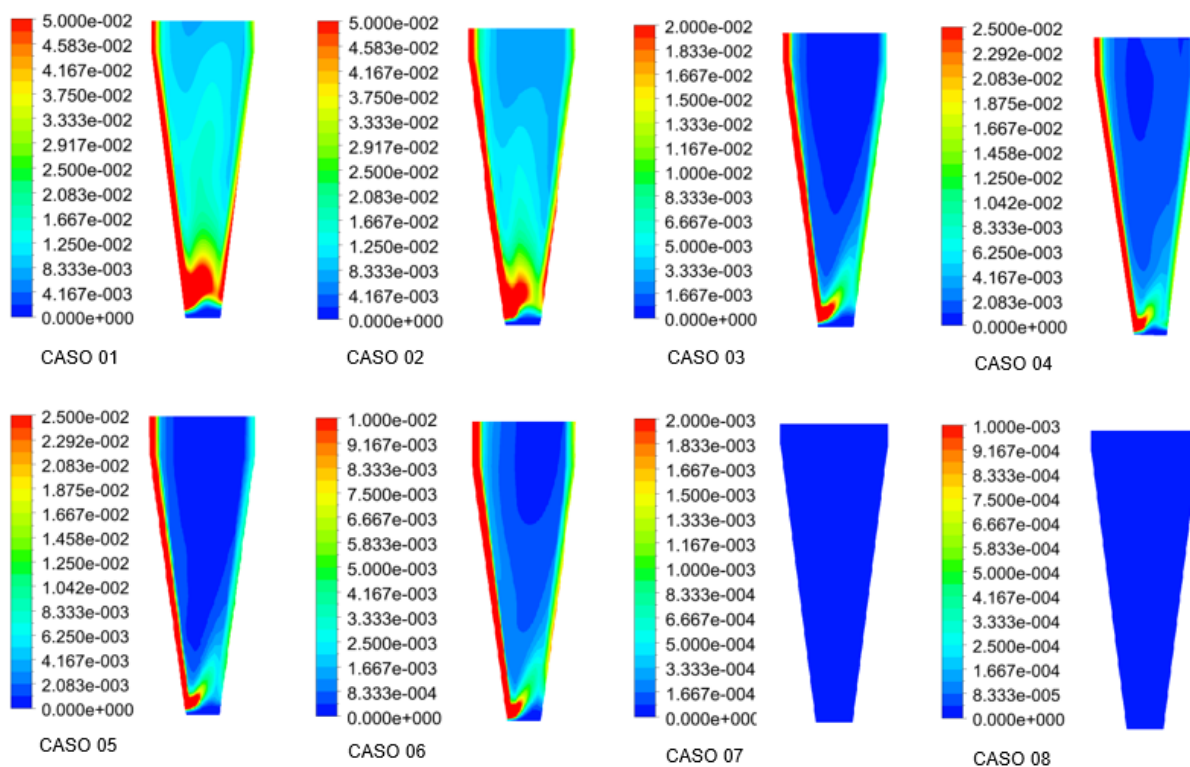 5.000e-002
4.583e-002
4.167e-002
3.750e-002
3.333e-002
2.917e-002
2.500e-002
2.083e-002
1.667e-002
1.250e-002
8.333e-003
4.167e-003
0.000e+000
CASO 01
5.000e-002
4.583e-002
4.167e-002
3.750e-002
3.333e-002
2.917e-002
2.500e-002
2.083e-002
1.667e-002
1.250e-002
8.333e-003
4.167e-003
0.000e+000
CASO 02
2.000e-002
1.833e-002
1.667e-002
1.500e-002
1.333e-002
1.167e-002
1.000e-002
8.333e-003
6.667e-003
5.000e-003
3.333e-003
1.667e-003
0.000e+000
CASO 03
2.500e-002
2.292e-002
2.083e-002
1.875e-002
1.667e-002
1.458e-002
1.250e-002
1.042e-002
8.333e-003
6.250e-003
4.167e-003
2.083e-003
0.000e+000
CASO 04
2.500e-002
2.292e-002
2.083e-002
1.875e-002
1.667e-002
1.458e-002
1.250e-002
1.042e-002
8.333e-003
6.250e-003
4.167e-003
2.083e-003
0.000e+000
CASO 05
1.000e-002
9.167e-003
8.333e-003
7.500e-003
6.667e-003
5.833e-003
5.000e-003
4.167e-003
3.333e-003
2.500e-003
1.667e-003
8.333e-004
0.000e+000
CASO 06
2.000e-003
1.833e-003
1.667e-003
1.500e-003
1.333e-003
1.167e-003
1.000e-003
8.333e-004
6.667e-004
5.000e-004
3.333e-004
1.667e-004
0.000e+00
CASO 07
1.000e-003
9.167e-004
8.333e-004
7.500e-004
6.667e-004
5.833e-004
5.000e-004
4.167e-004
3.333e-004
2.500e-004
1.667e-004
8.333e-005
0.000e+000
CASO 08